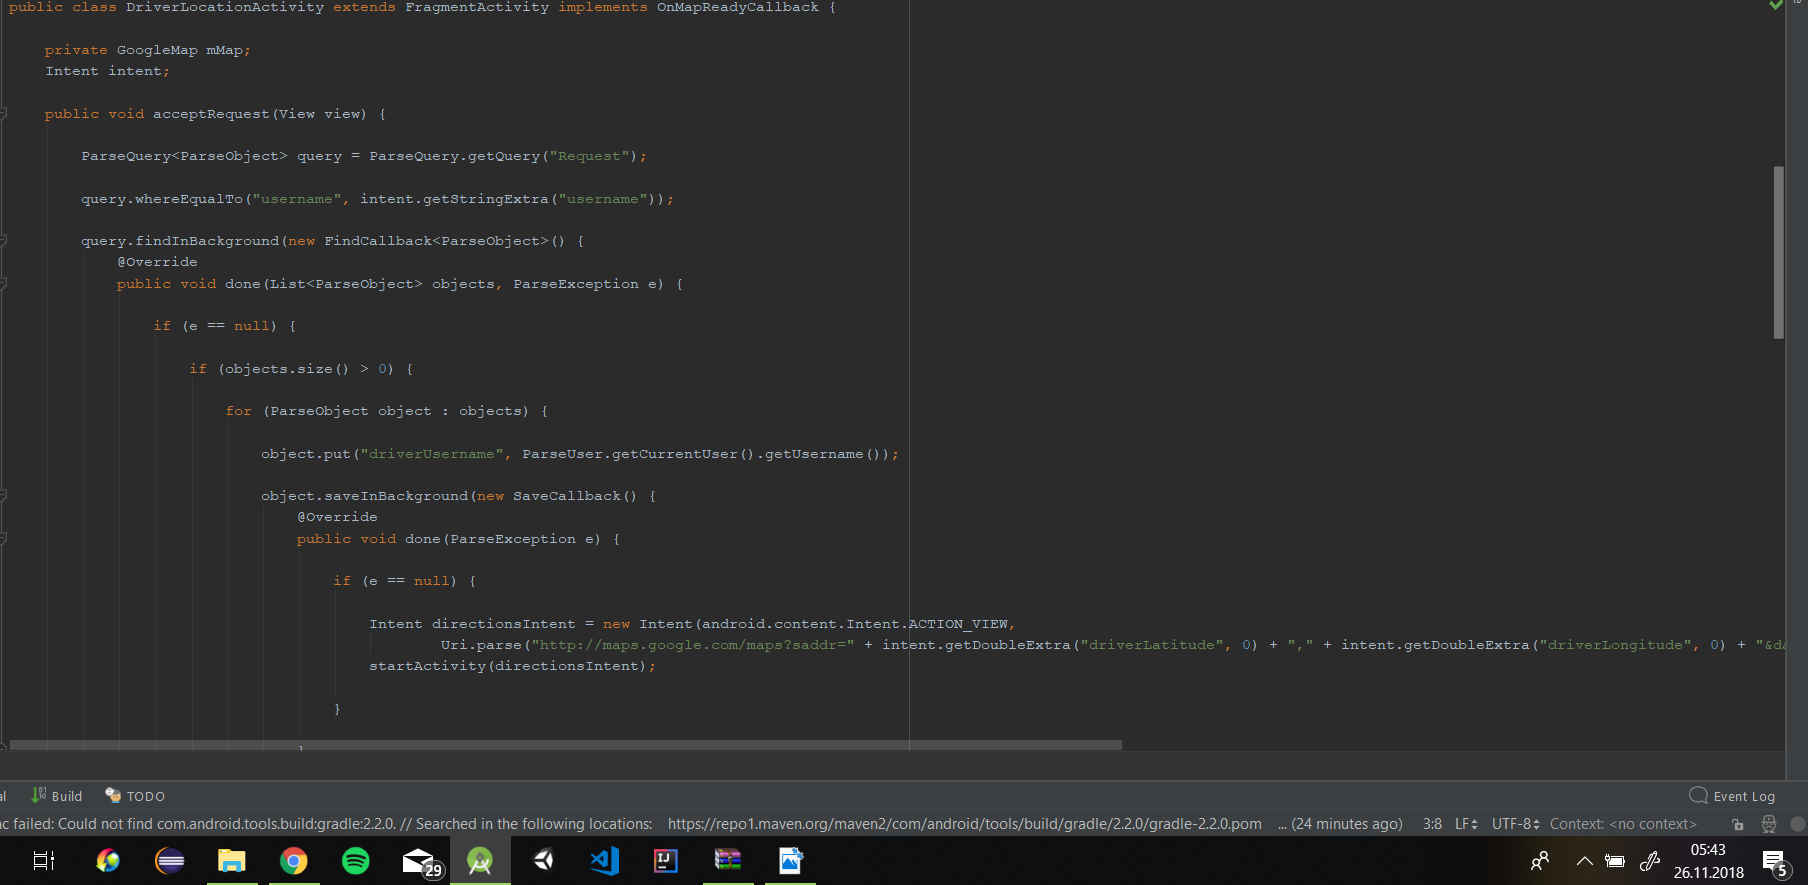 public class DriverLocationActivity extends FragmentActivity implements OnMapReadyCallback {
private GoogleMap mMap;
Intent intent;
public void acceptRequest(View view) {
ParseQuery<ParseObject> query = ParseQuery.getQuery("Request");
query.whereEqualTo("username", intent.getStringExtra("username"));
query.findInBackground(new FindCallback<ParseObject>() {
@Override
public void done(List<ParseObject> objects, ParseException e) {
if (e == null) {
if (objects.size() > 0) {
for (ParseObject object : objects) {
object.put("driverUsername", ParseUser.getCurrentUser().getUsername());
object.saveInBackground(new SaveCallback() {
@Override
public void done(ParseException e) {
if (e == null) {
Intent directionsIntent = new Intent(android.content.Intent.ACTION_VIEW,
Uri.parse("http://maps.google.com/maps?saddr=" + intent.getDoubleExtra("driverLatitude", 0) + "," + intent.getDoubleExtra("driverLongitude", 0) + "&da
startActivity(directionsIntent);
}
al Build TODO Event Log
nc failed: Could not find com.android.tools.build:gradle:2.2.0. // Searched in the following locations: https://repo1.maven.org/maven2/com/android/tools/build/gradle/2.2.0/gradle-2.2.0.pom ... (24 minutes ago) 3:8 LF UTF-8 Context: <no context>
29 05:43
26.11.2018 5